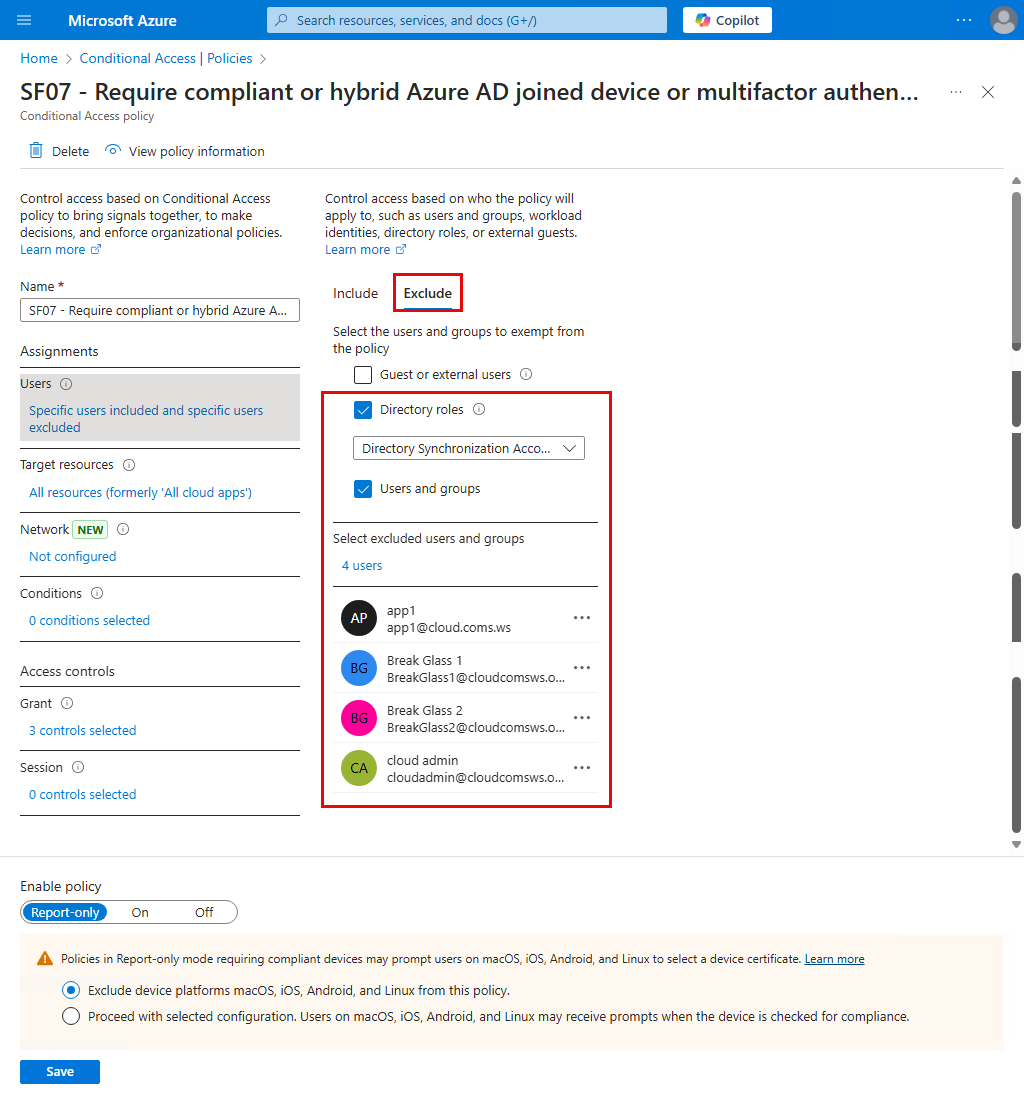 Microsoft Azure
Search resources, services, and docs (G+/)
Copilot
Home
Conditional Access | Policies
SF07 - Require compliant or hybrid Azure AD joined device or multifactor authen...
Conditional Access policy
Delete
View policy information
Control access based on Conditional Access
policy to bring signals together, to make
decisions, and enforce organizational policies.
Learn more
Name *
SF07 - Require compliant or hybrid Azure A...
Assignments
Users
Specific users included and specific users
excluded
Target resources
All resources (formerly 'All cloud apps')
Network NEW
Not configured
Conditions
0 conditions selected
Access controls
Grant
3 controls selected
Session
0 controls selected
Control access based on who the policy will
apply to, such as users and groups, workload
identities, directory roles, or external guests.
Learn more
Include
Exclude
Select the users and groups to exempt from
the policy
Guest or external users
Directory roles
Directory Synchronization Acco...
Users and groups
Select excluded users and groups
4 users
AP
app1
app1@cloud.coms.ws
BG
Break Glass 1
BreakGlass1@cloudcomsws.o...
BG
Break Glass 2
BreakGlass2@cloudcomsws.o...
CA
cloud admin
cloudadmin@cloudcomsws.o...
Enable policy
Report-only
On
Off
Policies in Report-only mode requiring compliant devices may prompt users on macOS, iOS, Android, and Linux to select a device certificate. Learn more
Exclude device platforms macOS, iOS, Android, and Linux from this policy.
Proceed with selected configuration. Users on macOS, iOS, Android, and Linux may receive prompts when the device is checked for compliance.
Save